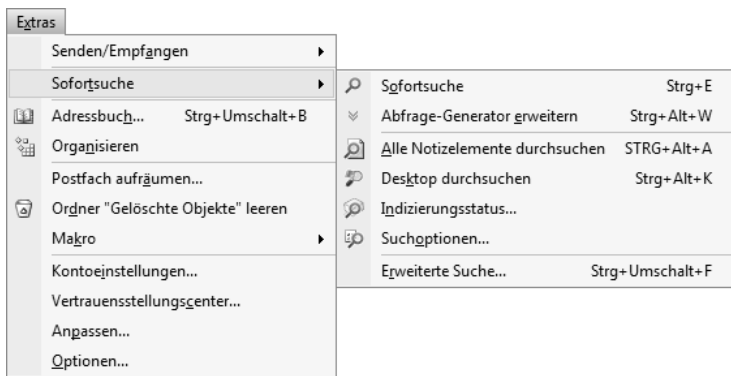 Extras
Senden/Empfangen
Sofortsuche
Adressbuch... Strg+Umschalt+B
Organisieren
Postfach aufräumen...
Ordner "Gelöschte Objekte" leeren
Makro
Kontoeinstellungen...
Vertrauensstellungscenter...
Anpassen...
Optionen...
Sofortsuche Strg+E
Abfrage-Generator erweitern Strg+Alt+W
Alle Notizelemente durchsuchen STRG+Alt+A
Desktop durchsuchen Strg+Alt+K
Indizierungsstatus...
Suchoptionen...
Erweiterte Suche... Strg+Umschalt+F